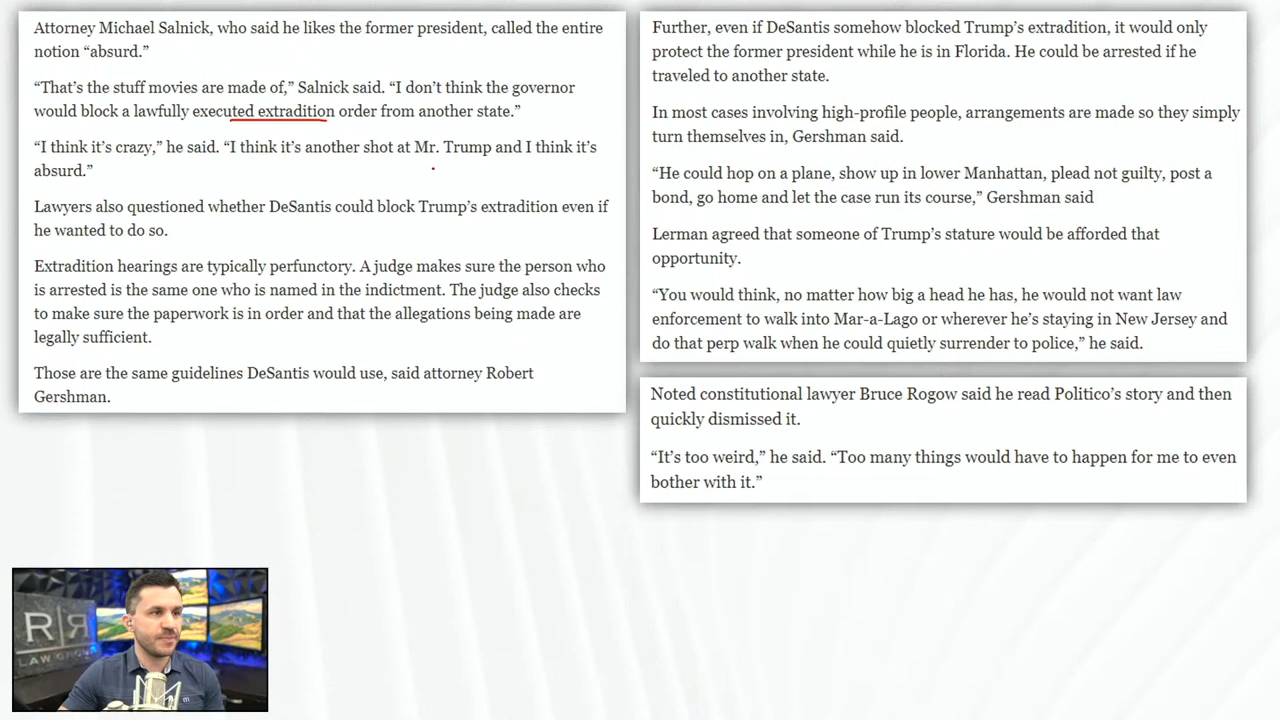 Attorney Michael Salnick, who said he likes the former president, called the entire
notion “absurd.”
“That’s the stuff movies are made of,” Salnick said. “I don’t think the governor
would block a lawfully executed extradition order from another state.”
“I think it’s crazy,” he said. “I think it’s another shot at Mr. Trump and I think it’s
absurd.”
Lawyers also questioned whether DeSantis could block Trump’s extradition even if
he wanted to do so.
Extradition hearings are typically perfunctory. A judge makes sure the person who
is arrested is the same one who is named in the indictment. The judge also checks
to make sure the paperwork is in order and that the allegations being made are
legally sufficient.
Those are the same guidelines DeSantis would use, said attorney Robert
Gershman.
Further, even if DeSantis somehow blocked Trump’s extradition, it would only
protect the former president while he is in Florida. He could be arrested if he
traveled to another state.
In most cases involving high-profile people, arrangements are made so they simply
turn themselves in, Gershman said.
“He could hop on a plane, show up in lower Manhattan, plead not guilty, post a
bond, go home and let the case run its course,” Gershman said
Lerman agreed that someone of Trump’s stature would be afforded that
opportunity.
“You would think, no matter how big a head he has, he would not want law
enforcement to walk into Mar-a-Lago or wherever he’s staying in New Jersey and
do that perp walk when he could quietly surrender to police,” he said.
Noted constitutional lawyer Bruce Rogow said he read Politico’s story and then
quickly dismissed it.
“It’s too weird,” he said. “Too many things would have to happen for me to even
bother with it.”
R|R
LAW GROUP